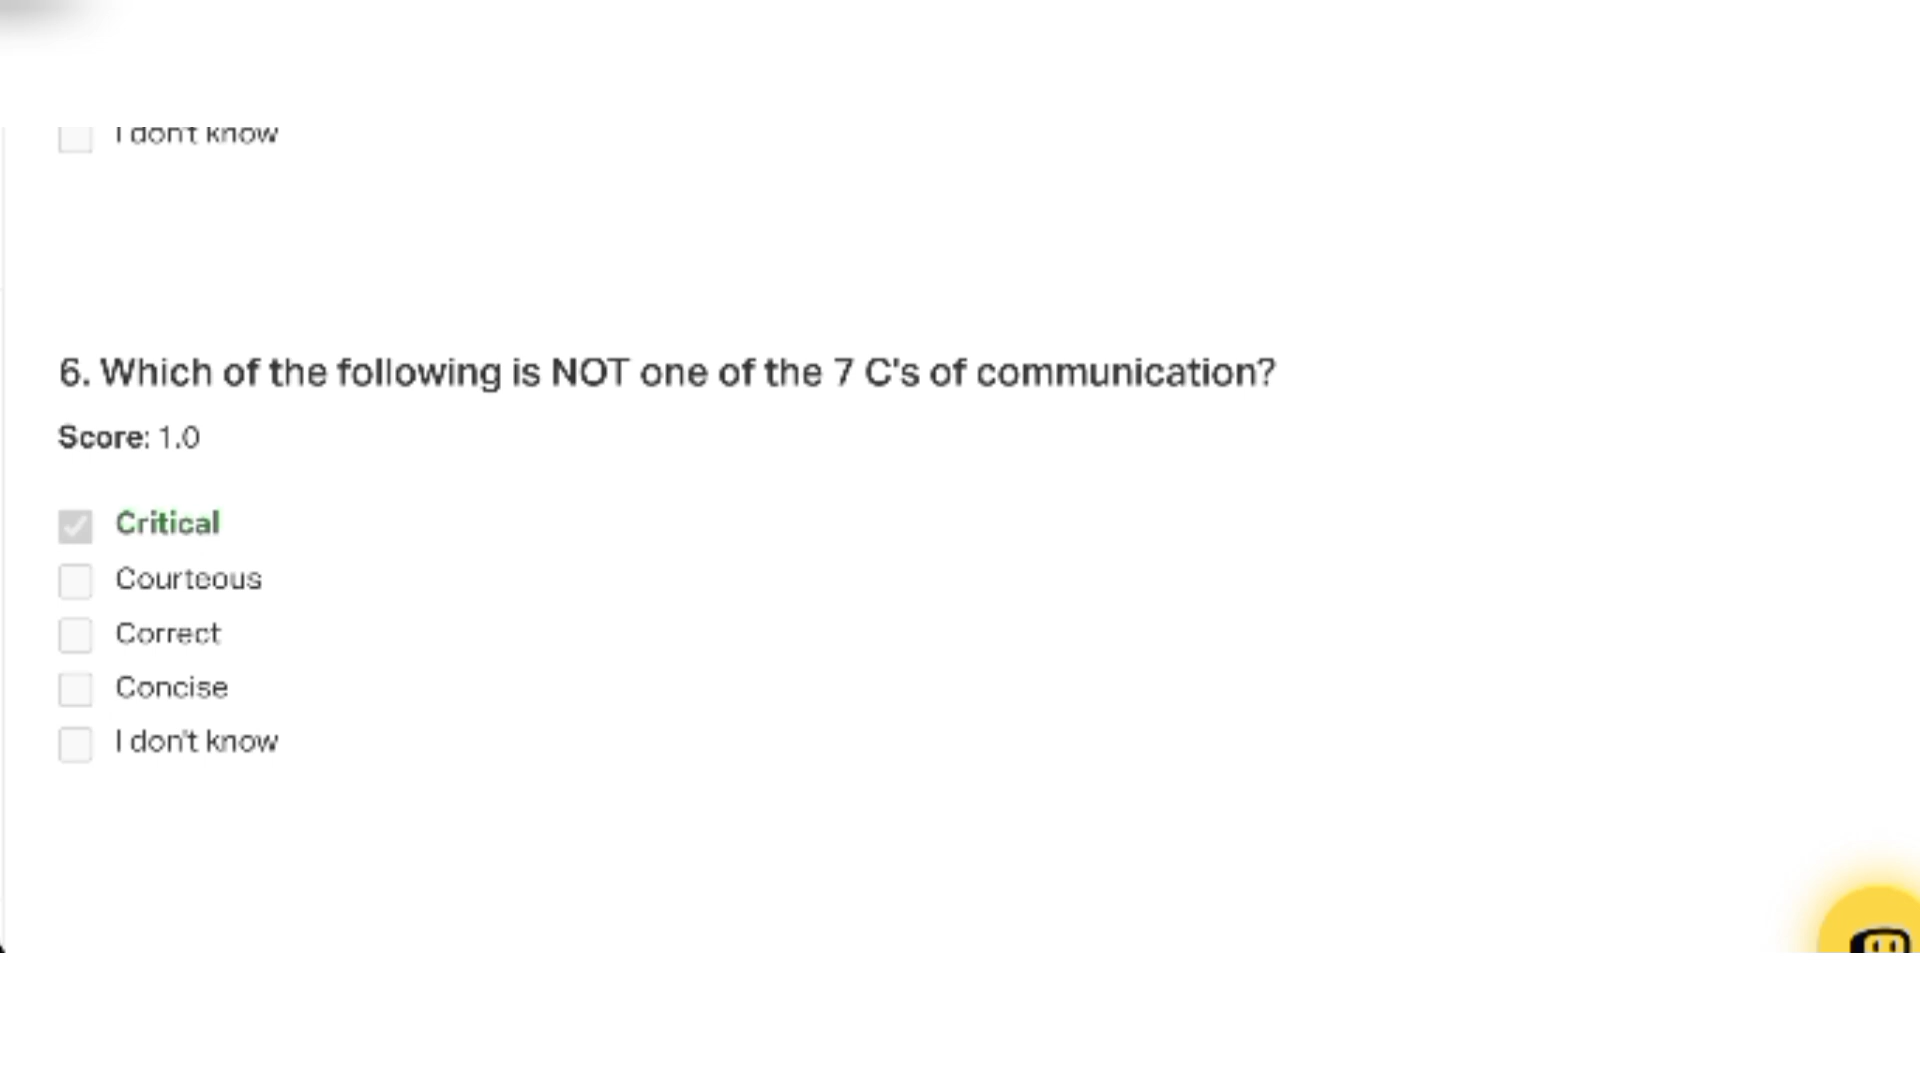 I don't know
6. Which of the following is NOT one of the 7 C's of communication?
Score: 1.0
Critical
Courteous
Correct
Concise
I don't know